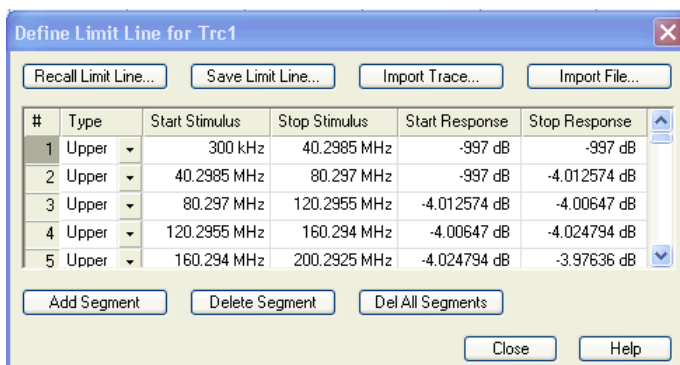 Define Limit Line for Trc1
Recall Limit Line... Save Limit Line... Import Trace... Import File...
# Type Start Stimulus Stop Stimulus Start Response Stop Response
1 Upper 300 kHz 40.2985 MHz -997 dB -997 dB
2 Upper 40.2985 MHz 80.297 MHz -997 dB -4.012574 dB
3 Upper 80.297 MHz 120.2955 MHz -4.012574 dB -4.00647 dB
4 Upper 120.2955 MHz 160.294 MHz -4.00647 dB -4.024794 dB
5 Upper 160.294 MHz 200.2925 MHz -4.024794 dB -3.97636 dB
Add Segment Delete Segment Del All Segments
Close Help